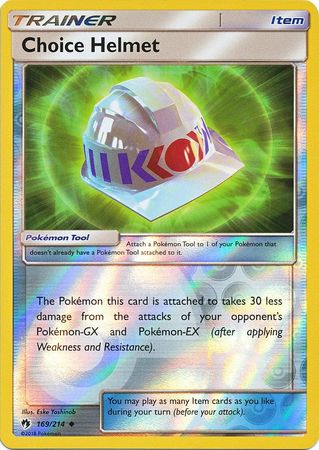 TRAINER Item
Choice Helmet
Pokémon Tool
Attach a Pokémon Tool to 1 of your Pokémon that
doesn't already have a Pokémon Tool attached to it.
The Pokémon this card is attached to takes 30 less
damage from the attacks of your opponent's
Pokémon-GX and Pokémon-EX (after applying
Weakness and Resistance).
You may play as many Item cards as you like
during your turn (before your attack).
Illus. Eske Yoshinob
169/214
©2018 Pokémon